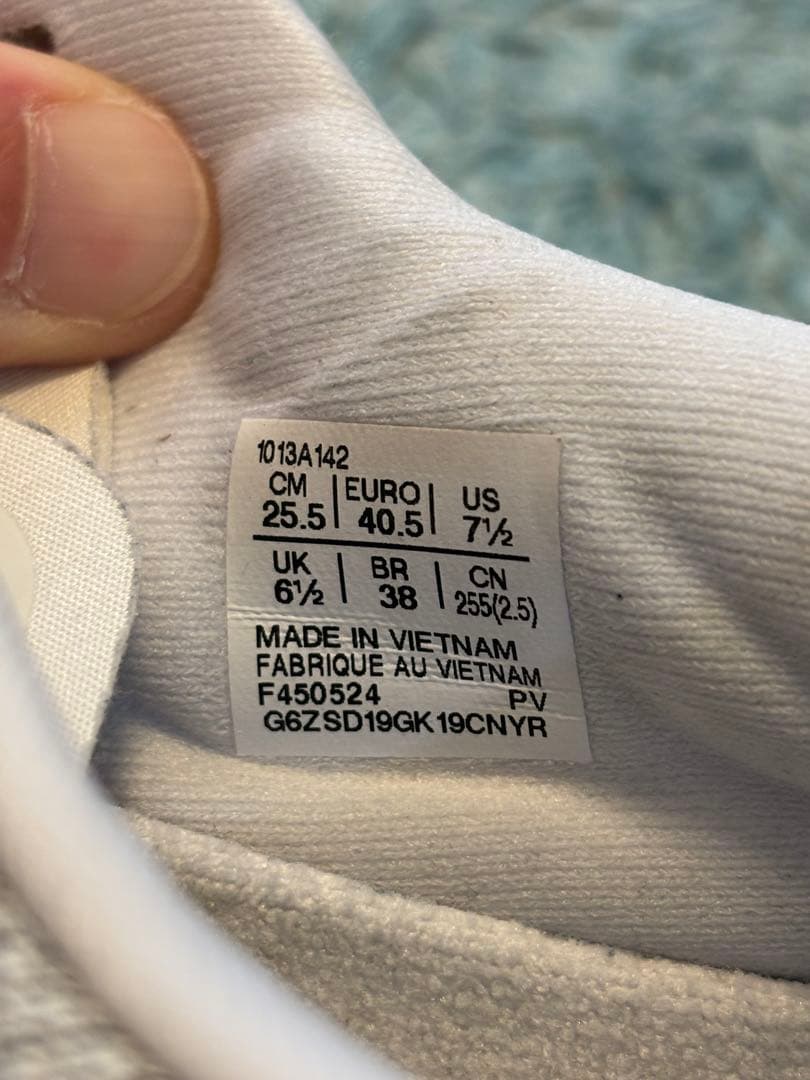 1013A142
CM | EURO | US
25.5 | 40.5 | 7½
UK | BR | CN
6½ | 38 | 255(2.5)
MADE IN VIETNAM
FABRIQUE AU VIETNAM
F450524 PV
G6ZSD19GK19CNYR